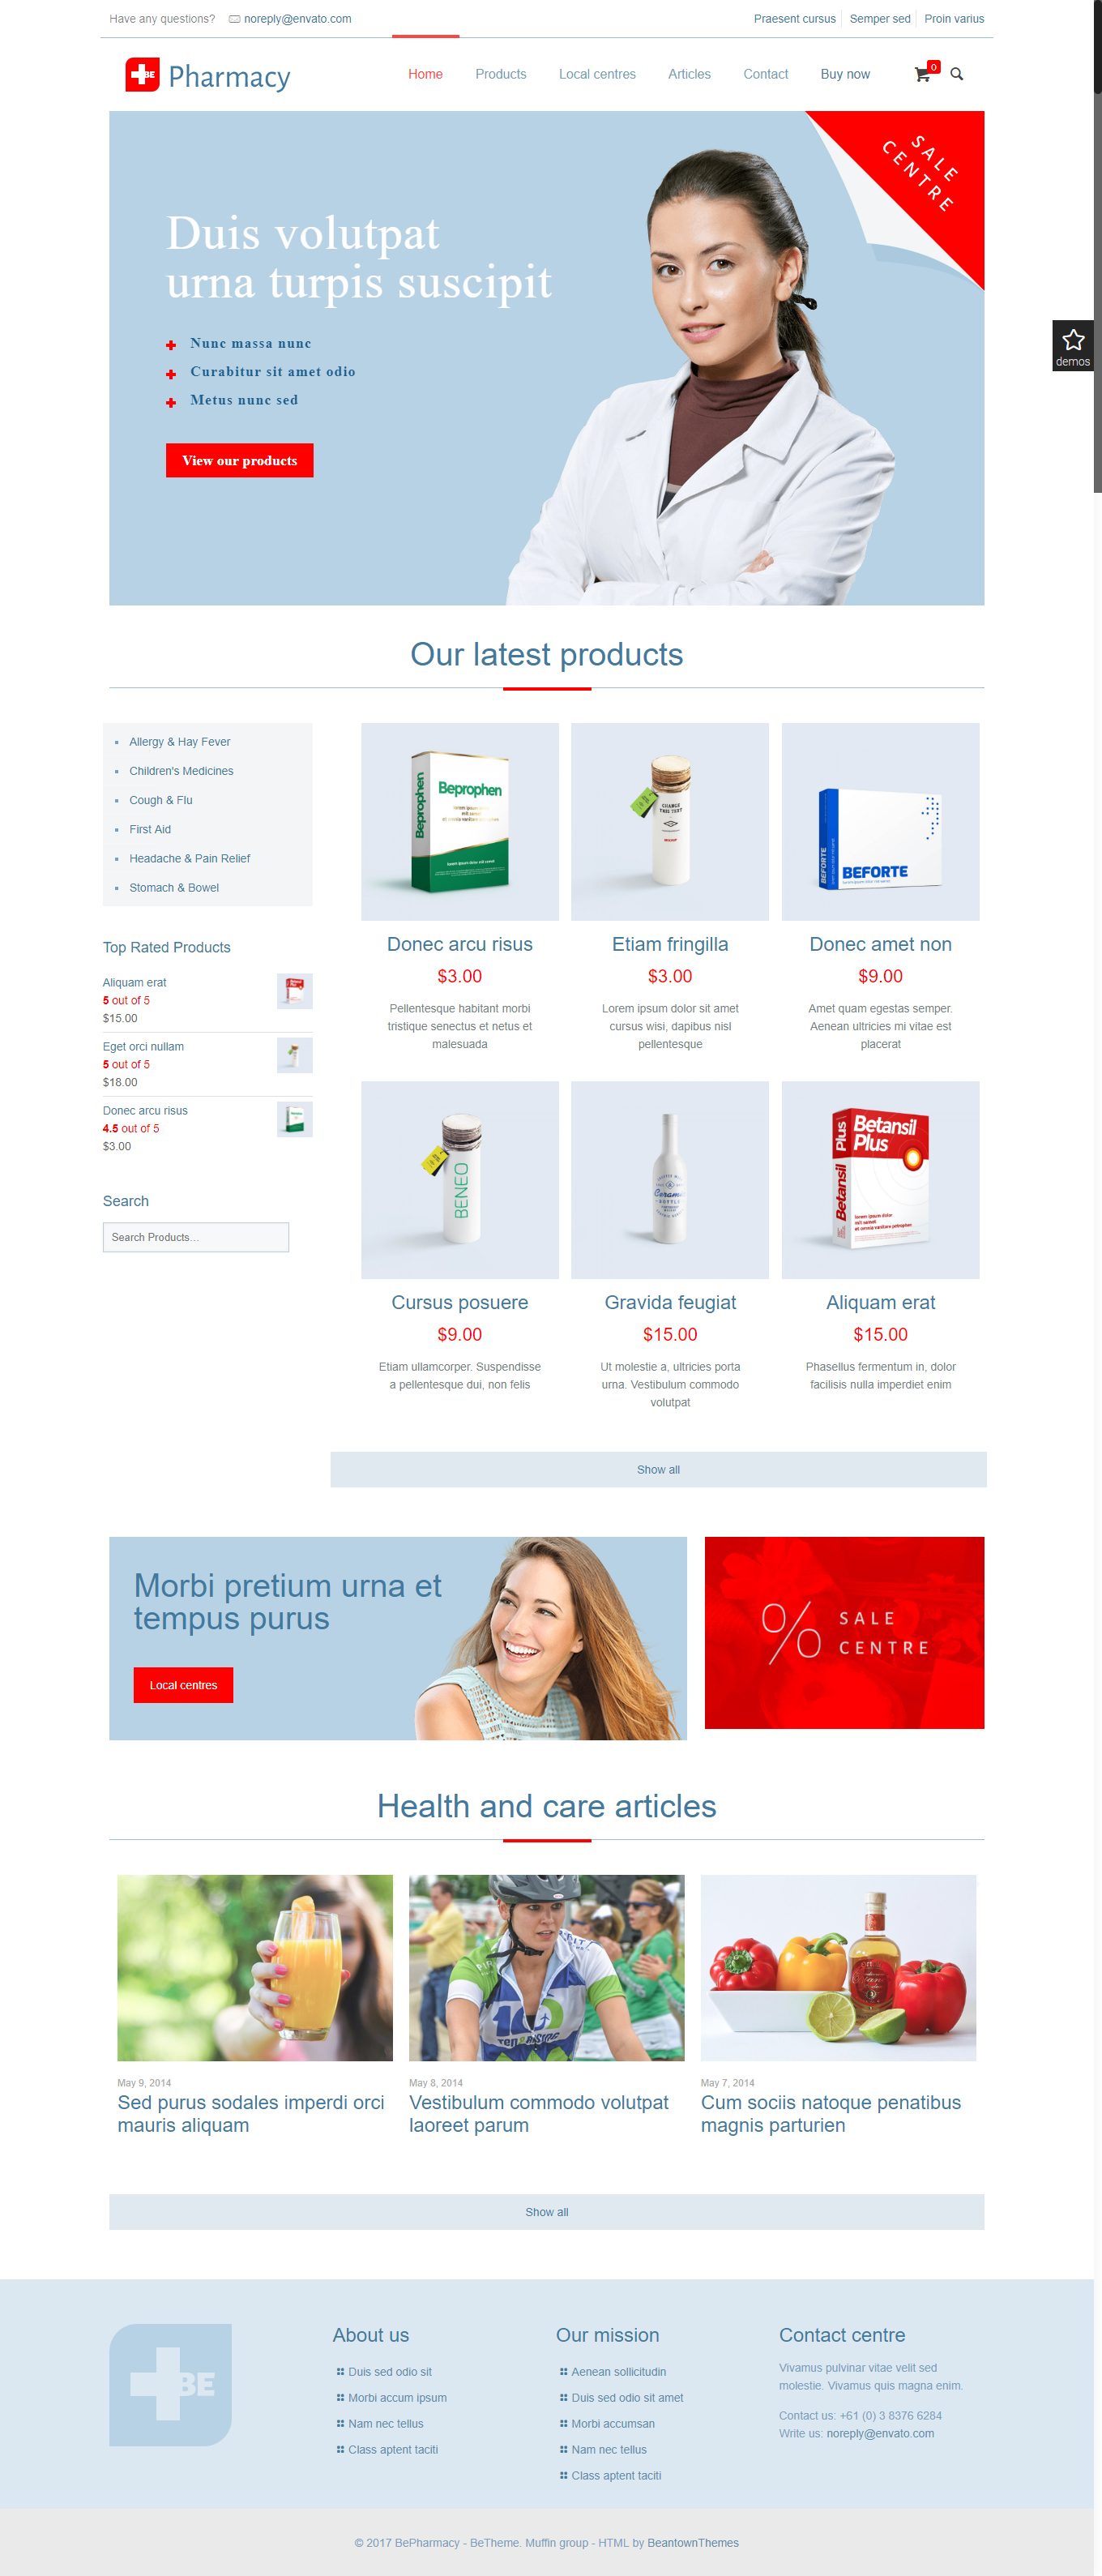 Have any questions? noreply@envato.com
Praesent cursus Semper sed Proin varius
BE Pharmacy
Home Products Local centres Articles Contact Buy now 0
SALE
CENTRE
Duis volutpat
urna turpis suscipit
Nunc massa nunc
Curabitur sit amet odio
Metus nunc sed
View our products
demos
Our latest products
Allergy & Hay Fever
Children's Medicines
Cough & Flu
First Aid
Headache & Pain Relief
Stomach & Bowel
Top Rated Products
Aliquam erat
5 out of 5
$15.00
Eget orci nullam
5 out of 5
$18.00
Donec arcu risus
4.5 out of 5
$3.00
Search
Search Products...
Beprophen
Beprophen
CHANGE
THIS TEXT
BEFORTE
BEFORTE
Donec arcu risus
$3.00
Pellentesque habitant morbi
tristique senectus et netus et
malesuada
Etiam fringilla
$3.00
Lorem ipsum dolor sit amet
cursus wisi, dapibus nisl
pellentesque
Donec amet non
$9.00
Amet quam egestas semper.
Aenean ultricies mi vitae est
placerat
BENEO
Ceramic
Betansil
Plus
Betansil Plus
lorem ipsum dolor
mit samet
Cursus posuere
$9.00
Etiam ullamcorper. Suspendisse
a pellentesque dui, non felis
Gravida feugiat
$15.00
Ut molestie a, ultricies porta
urna. Vestibulum commodo
volutpat
Aliquam erat
$15.00
Phasellus fermentum in, dolor
facilisis nulla imperdiet enim
Show all
Morbi pretium urna et
tempus purus
Local centres
% SALE
CENTRE
Health and care articles
May 9, 2014
Sed purus sodales imperdi orci
mauris aliquam
May 8, 2014
Vestibulum commodo volutpat
laoreet parum
May 7, 2014
Cum sociis natoque penatibus
magnis parturien
Show all
BE
About us
Duis sed odio sit
Morbi accum ipsum
Nam nec tellus
Class aptent taciti
Our mission
Aenean sollicitudin
Duis sed odio sit amet
Morbi accumsan
Nam nec tellus
Class aptent taciti
Contact centre
Vivamus pulvinar vitae velit sed
molestie. Vivamus quis magna enim.
Contact us: +61 (0) 3 8376 6284
Write us: noreply@envato.com
© 2017 BePharmacy - BeTheme. Muffin group - HTML by BeantownThemes